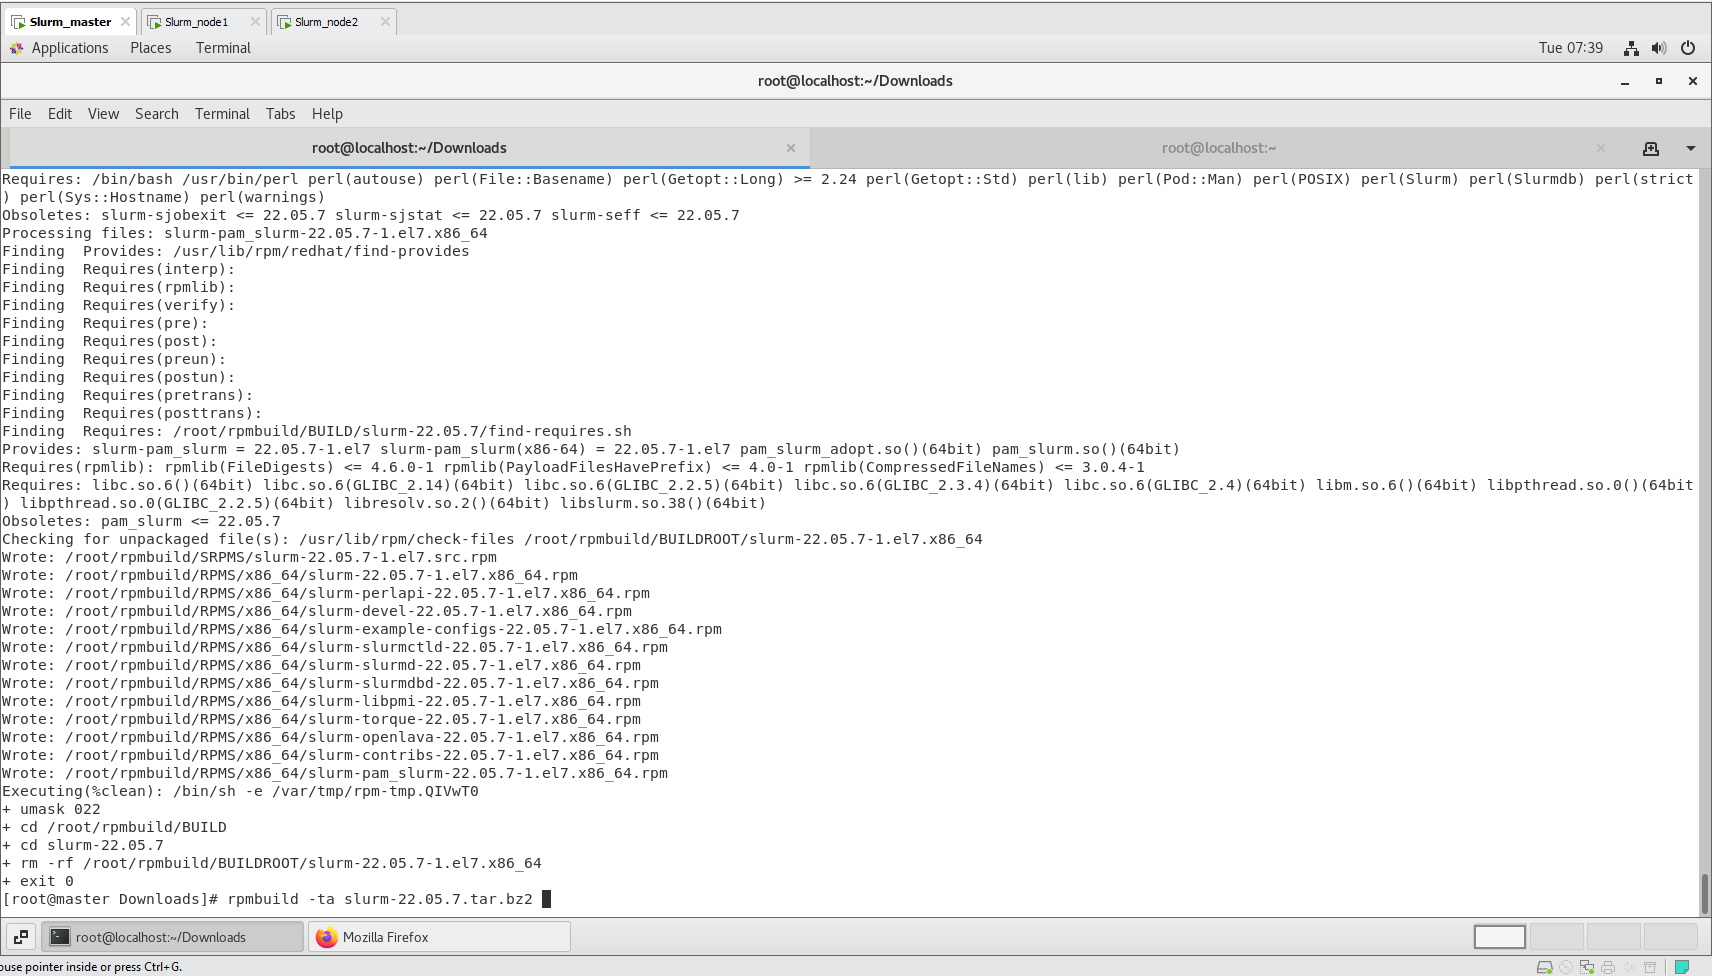 Slurm_master
Slurm_node1
Slurm_node2
Applications Places Terminal
Tue 07:39
root@localhost:~/Downloads
File Edit View Search Terminal Tabs Help
root@localhost:~/Downloads
root@localhost:~
Requires: /bin/bash /usr/bin/perl perl(autouse) perl(File::Basename) perl(Getopt::Long) >= 2.24 perl(Getopt::Std) perl(lib) perl(Pod::Man) perl(POSIX) perl(Slurm) perl(Slurmdb) perl(strict
) perl(Sys::Hostname) perl(warnings)
Obsoletes: slurm-sjobexit <= 22.05.7 slurm-sjstat <= 22.05.7 slurm-seff <= 22.05.7
Processing files: slurm-pam_slurm-22.05.7-1.el7.x86_64
Finding  Provides: /usr/lib/rpm/redhat/find-provides
Finding  Requires(interp):
Finding  Requires(rpmlib):
Finding  Requires(verify):
Finding  Requires(pre):
Finding  Requires(post):
Finding  Requires(preun):
Finding  Requires(postun):
Finding  Requires(pretrans):
Finding  Requires(posttrans):
Finding  Requires: /root/rpmbuild/BUILD/slurm-22.05.7/find-requires.sh
Provides: slurm-pam_slurm = 22.05.7-1.el7 slurm-pam_slurm(x86-64) = 22.05.7-1.el7 pam_slurm_adopt.so()(64bit) pam_slurm.so()(64bit)
Requires(rpmlib): rpmlib(FileDigests) <= 4.6.0-1 rpmlib(PayloadFilesHavePrefix) <= 4.0-1 rpmlib(CompressedFileNames) <= 3.0.4-1
Requires: libc.so.6()(64bit) libc.so.6(GLIBC_2.14)(64bit) libc.so.6(GLIBC_2.2.5)(64bit) libc.so.6(GLIBC_2.3.4)(64bit) libc.so.6(GLIBC_2.4)(64bit) libm.so.6()(64bit) libpthread.so.0()(64bit
) libpthread.so.0(GLIBC_2.2.5)(64bit) libresolv.so.2()(64bit) libslurm.so.38()(64bit)
Obsoletes: pam_slurm <= 22.05.7
Checking for unpackaged file(s): /usr/lib/rpm/check-files /root/rpmbuild/BUILDROOT/slurm-22.05.7-1.el7.x86_64
Wrote: /root/rpmbuild/SRPMS/slurm-22.05.7-1.el7.src.rpm
Wrote: /root/rpmbuild/RPMS/x86_64/slurm-22.05.7-1.el7.x86_64.rpm
Wrote: /root/rpmbuild/RPMS/x86_64/slurm-perlapi-22.05.7-1.el7.x86_64.rpm
Wrote: /root/rpmbuild/RPMS/x86_64/slurm-devel-22.05.7-1.el7.x86_64.rpm
Wrote: /root/rpmbuild/RPMS/x86_64/slurm-example-configs-22.05.7-1.el7.x86_64.rpm
Wrote: /root/rpmbuild/RPMS/x86_64/slurm-slurmctld-22.05.7-1.el7.x86_64.rpm
Wrote: /root/rpmbuild/RPMS/x86_64/slurm-slurmd-22.05.7-1.el7.x86_64.rpm
Wrote: /root/rpmbuild/RPMS/x86_64/slurm-slurmdbd-22.05.7-1.el7.x86_64.rpm
Wrote: /root/rpmbuild/RPMS/x86_64/slurm-libpmi-22.05.7-1.el7.x86_64.rpm
Wrote: /root/rpmbuild/RPMS/x86_64/slurm-torque-22.05.7-1.el7.x86_64.rpm
Wrote: /root/rpmbuild/RPMS/x86_64/slurm-openlava-22.05.7-1.el7.x86_64.rpm
Wrote: /root/rpmbuild/RPMS/x86_64/slurm-contribs-22.05.7-1.el7.x86_64.rpm
Wrote: /root/rpmbuild/RPMS/x86_64/slurm-pam_slurm-22.05.7-1.el7.x86_64.rpm
Executing(%clean): /bin/sh -e /var/tmp/rpm-tmp.QIVwT0
+ umask 022
+ cd /root/rpmbuild/BUILD
+ cd slurm-22.05.7
+ rm -rf /root/rpmbuild/BUILDROOT/slurm-22.05.7-1.el7.x86_64
+ exit 0
[root@master Downloads]# rpmbuild -ta slurm-22.05.7.tar.bz2
root@localhost:~/Downloads
Mozilla Firefox
ouse pointer inside or press Ctrl+G.